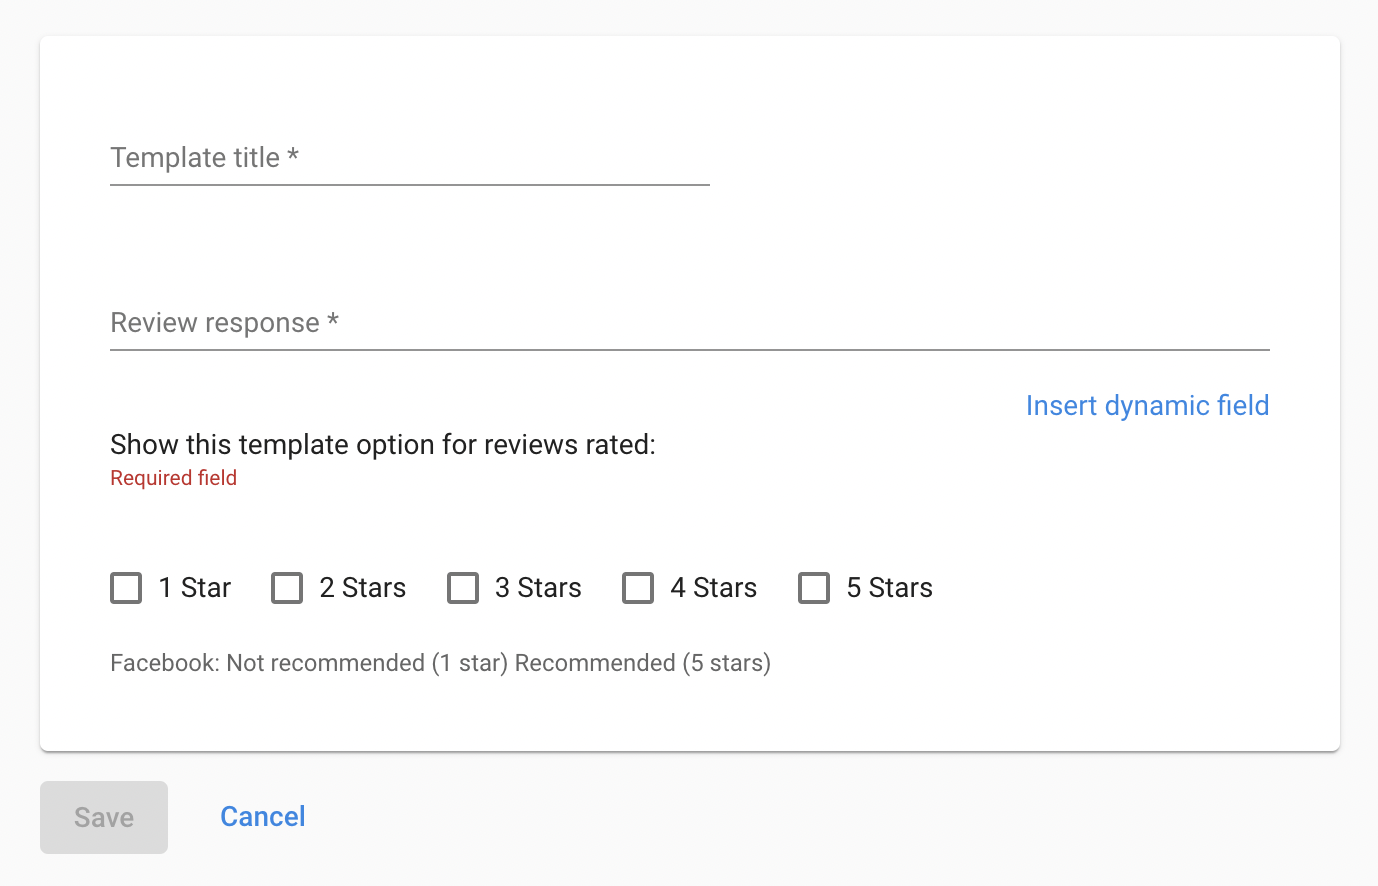 Template title *
Review response *
Insert dynamic field
Show this template option for reviews rated:
Required field
1 Star 2 Stars 3 Stars 4 Stars 5 Stars
Facebook: Not recommended (1 star) Recommended (5 stars)
Save Cancel